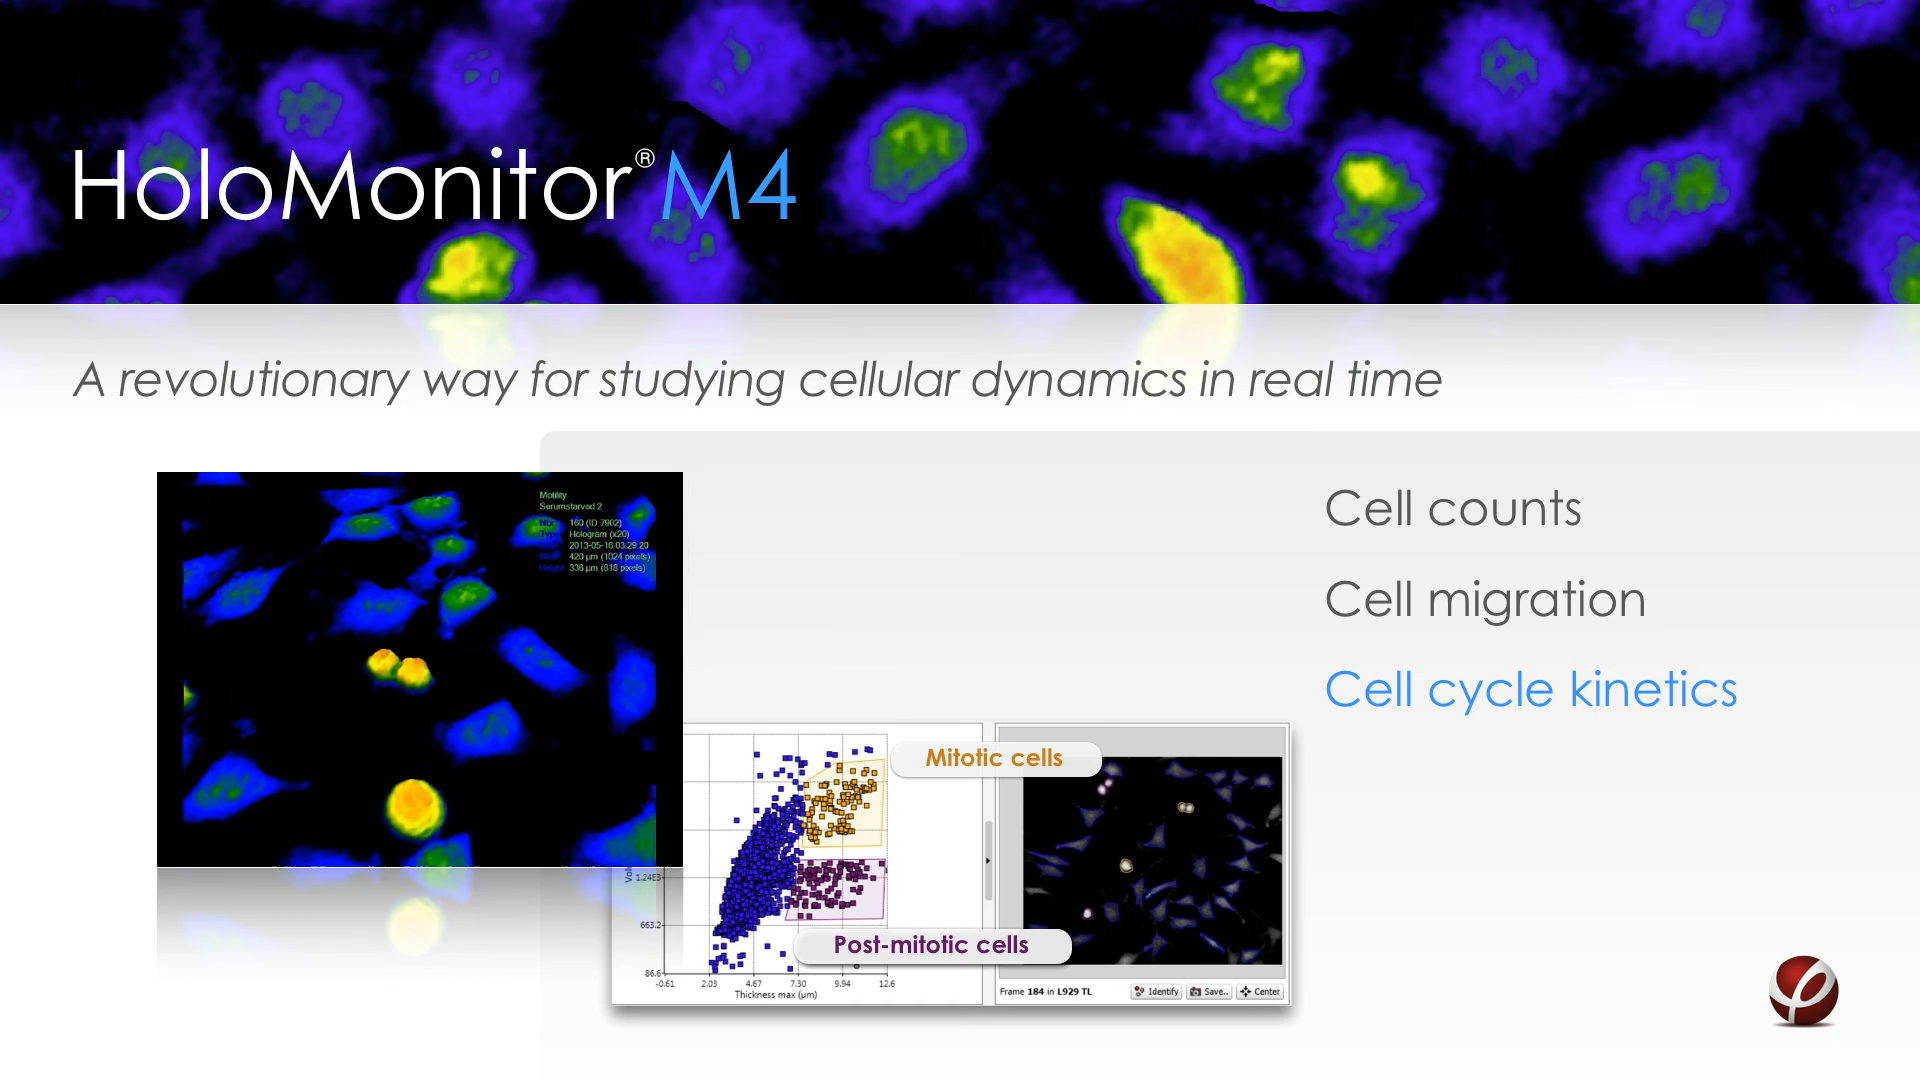 HoloMonitor® M4
A revolutionary way for studying cellular dynamics in real time
Motility
Serumstarved 2
160 (ID 7902)
Hologram (x20)
2013-05-16 03:29:20
Width 420 µm (1024 pixels)
Height 336 µm (818 pixels)
Cell counts
Cell migration
Cell cycle kinetics
Mitotic cells
Post-mitotic cells
1.24E3
663.2
86.6
-0.61 2.03 4.67 7.30 9.94 12.6
Thickness max (µm)
Frame 184 in L929 TL
Identify
Save..
Center